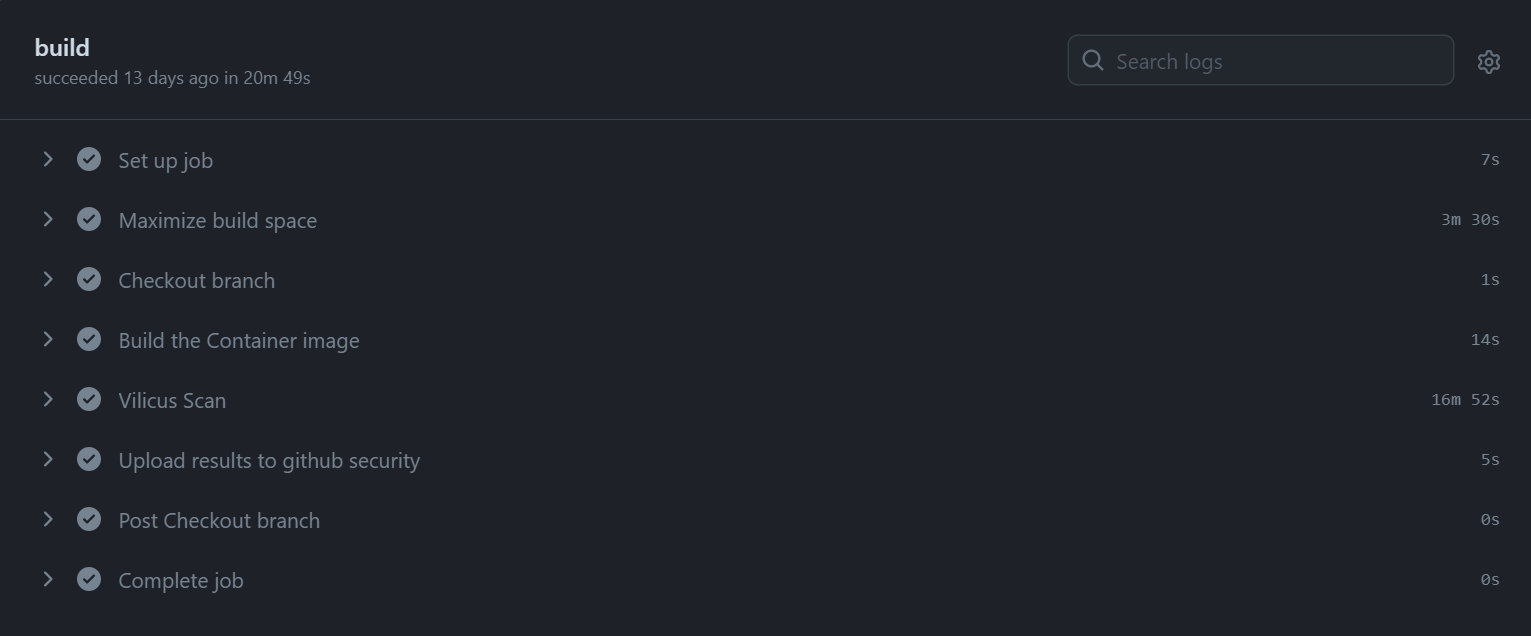 build
succeeded 13 days ago in 20m 49s
Search logs
Set up job 7s
Maximize build space 3m 30s
Checkout branch 1s
Build the Container image 14s
Vilicus Scan 16m 52s
Upload results to github security 5s
Post Checkout branch 0s
Complete job 0s